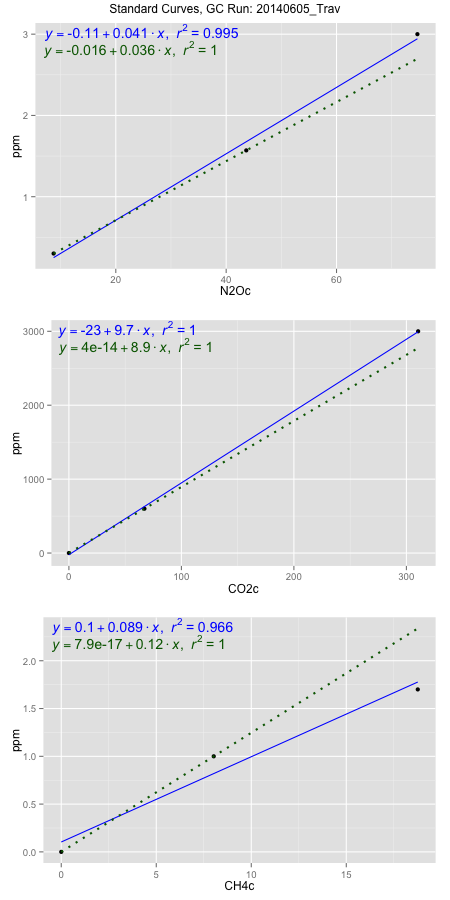 Standard Curves, GC Run: 20140605_Trav
y = -0.11 + 0.041 · x, r² = 0.995
y = -0.016 + 0.036 · x, r² = 1
3
2
1
ppm
20 40 60
N2Oc
y = -23 + 9.7 · x, r² = 1
y = 4e-14 + 8.9 · x, r² = 1
3000
2000
1000
0
ppm
0 100 200 300
CO2c
y = 0.1 + 0.089 · x, r² = 0.966
y = 7.9e-17 + 0.12 · x, r² = 1
2.0
1.5
1.0
0.5
0.0
ppm
0 5 10 15
CH4c